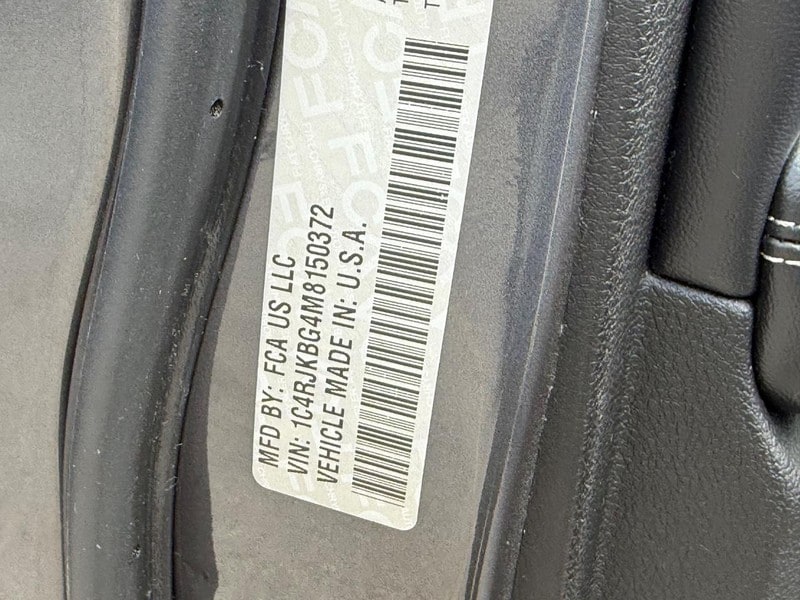 MFD BY: FCA US LLC
VIN: 1C4RJKBG4M8150372
VEHICLE MADE IN: U.S.A.